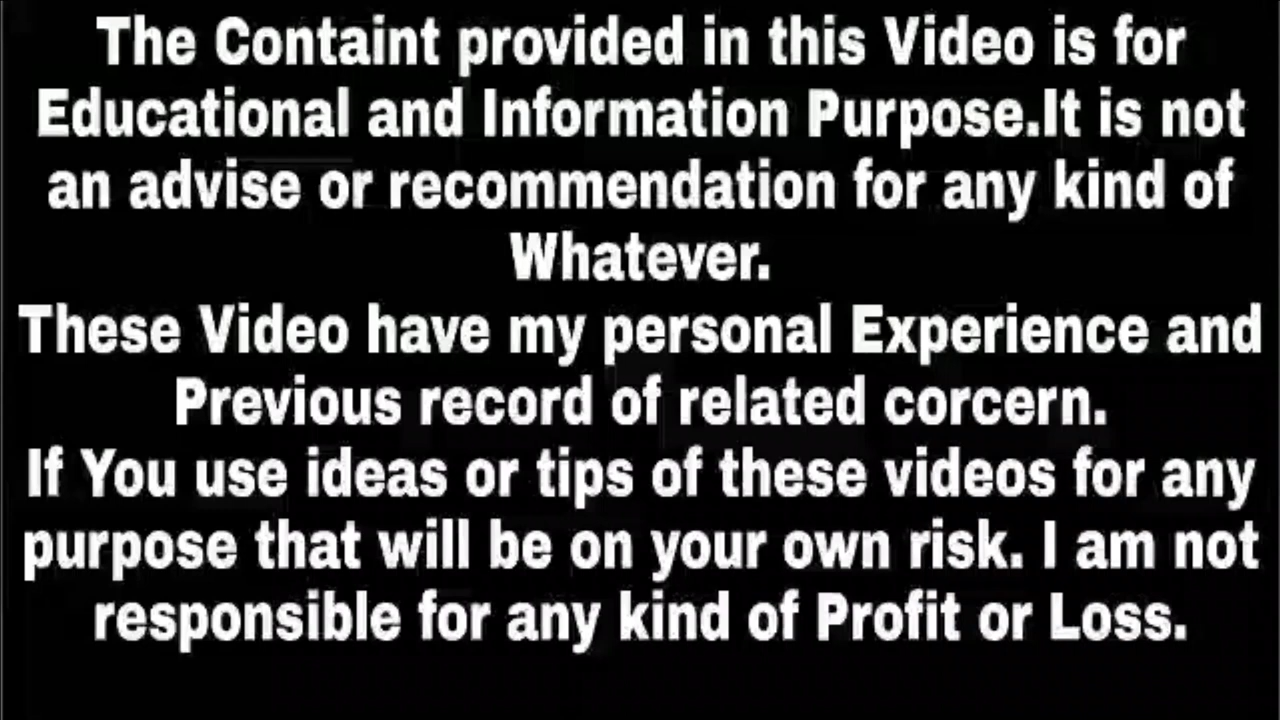 The Containt provided in this Video is for
Educational and Information Purpose.It is not
an advise or recommendation for any kind of
Whatever.
These Video have my personal Experience and
Previous record of related corcern.
If You use ideas or tips of these videos for any
purpose that will be on your own risk. I am not
responsible for any kind of Profit or Loss.